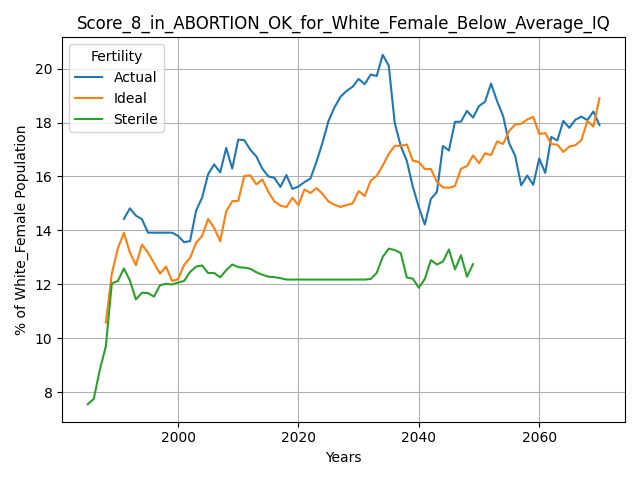 Score_8_in_ABORTION_OK_for_White_Female_Below_Average_IQ
Fertility
Actual
Ideal
Sterile
% of White_Female Population
20
18
16
14
12
10
8
2000 2020 2040 2060
Years